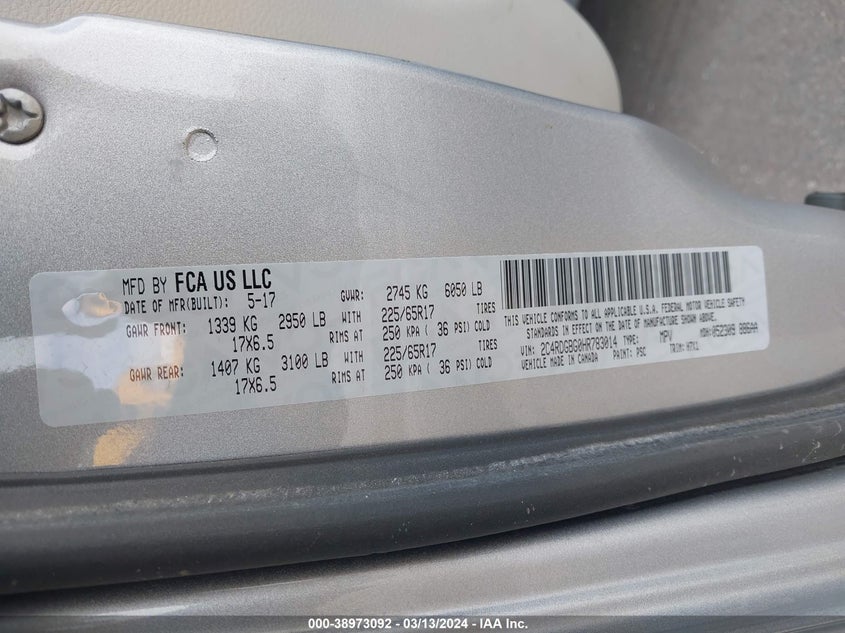 MFD BY FCA US LLC
DATE OF MFR(BUILT): 5-17 GVWR: 2745 KG 6050 LB
GAWR FRONT: 1339 KG 2950 LB WITH 225/65R17 TIRES
17X6.5 RIMS AT 250 KPA ( 36 PSI) COLD
GAWR REAR: 1407 KG 3100 LB WITH 225/65R17 TIRES
17X6.5 RIMS AT 250 KPA ( 36 PSI) COLD
THIS VEHICLE CONFORMS TO ALL APPLICABLE U.S.A. FEDERAL MOTOR VEHICLE SAFETY
STANDARDS IN EFFECT ON THE DATE OF MANUFACTURE SHOWN ABOVE.
VIN: 2C4RDGBG0HR783014 TYPE: MPV MDH: 052309 886AA
VEHICLE MADE IN CANADA PAINT: PSC TRIM:
000-38973092 - 03/13/2024 - IAA Inc.